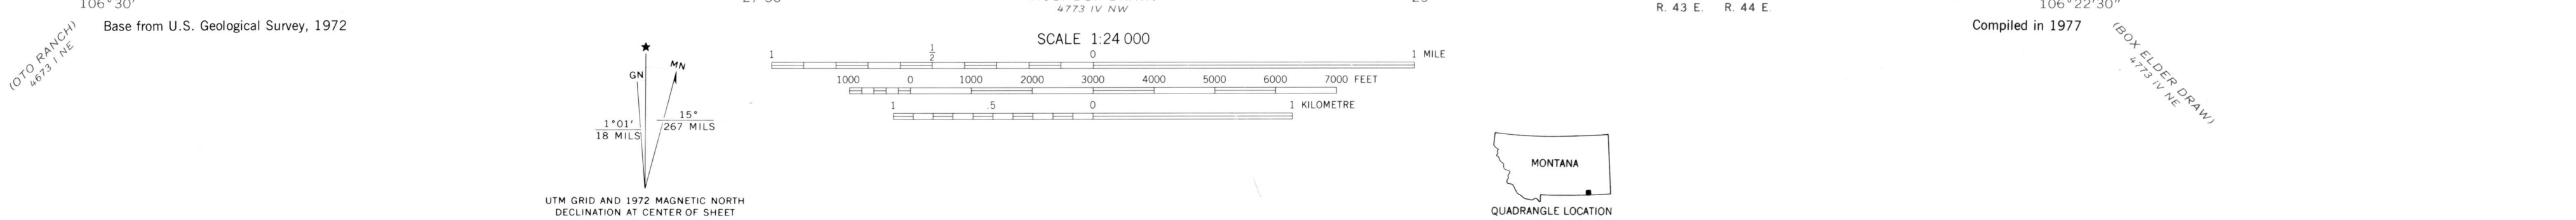 106°30'
4773 IV NW
R. 43 E. R. 44 E.
106°22'30"
(OTO RANCH)
4673 I NE
Base from U.S. Geological Survey, 1972
Compiled in 1977
(BOX ELDER DRAW)
4773 IV NE
SCALE 1:24 000
1 1/2 0 1 MILE
1000 0 1000 2000 3000 4000 5000 6000 7000 FEET
1 .5 0 1 KILOMETRE
GN
MN
1°01'
18 MILS
15°
267 MILS
UTM GRID AND 1972 MAGNETIC NORTH
DECLINATION AT CENTER OF SHEET
MONTANA
QUADRANGLE LOCATION